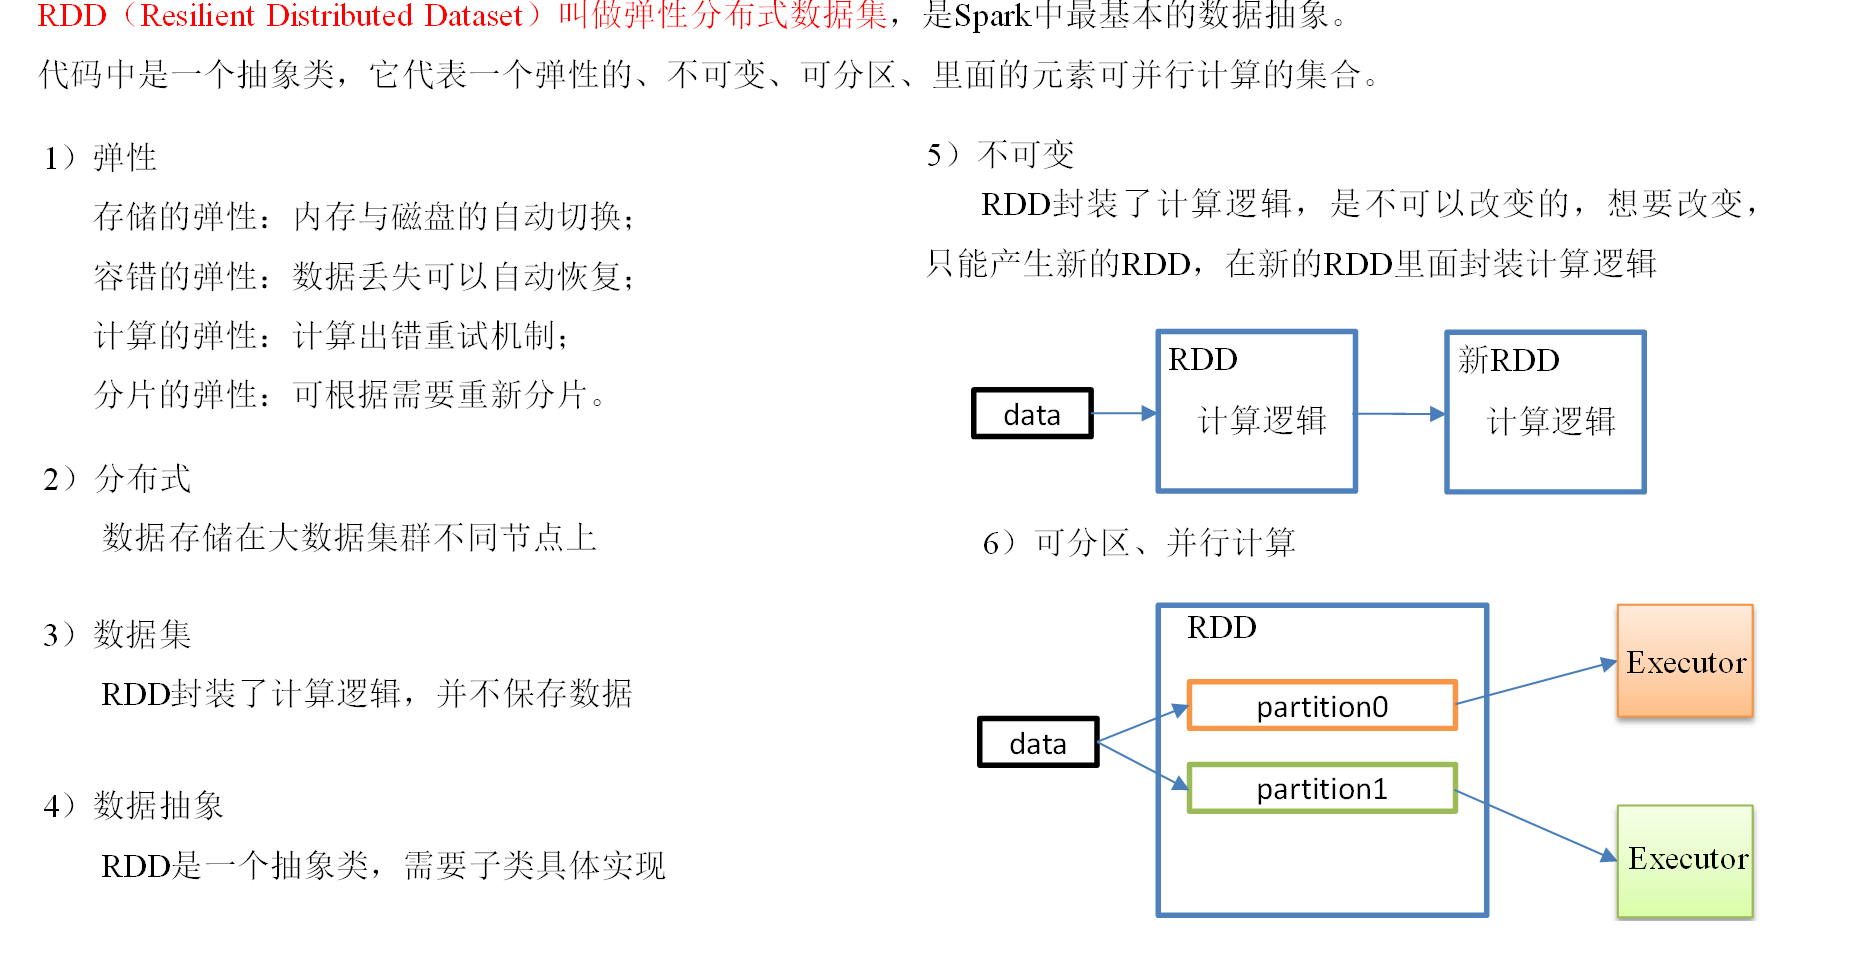 RDD（Resilient Distributed Dataset）叫做弹性分布式数据集，是Spark中最基本的数据抽象。
代码中是一个抽象类，它代表一个弹性的、不可变、可分区、里面的元素可并行计算的集合。
1）弹性
存储的弹性：内存与磁盘的自动切换；
容错的弹性：数据丢失可以自动恢复；
计算的弹性：计算出错重试机制；
分片的弹性：可根据需要重新分片。
2）分布式
数据存储在大数据集群不同节点上
3）数据集
RDD封装了计算逻辑，并不保存数据
4）数据抽象
RDD是一个抽象类，需要子类具体实现
5）不可变
RDD封装了计算逻辑，是不可以改变的，想要改变，
只能产生新的RDD，在新的RDD里面封装计算逻辑
data
RDD
计算逻辑
新RDD
计算逻辑
6）可分区、并行计算
data
RDD
partition0
partition1
Executor
Executor